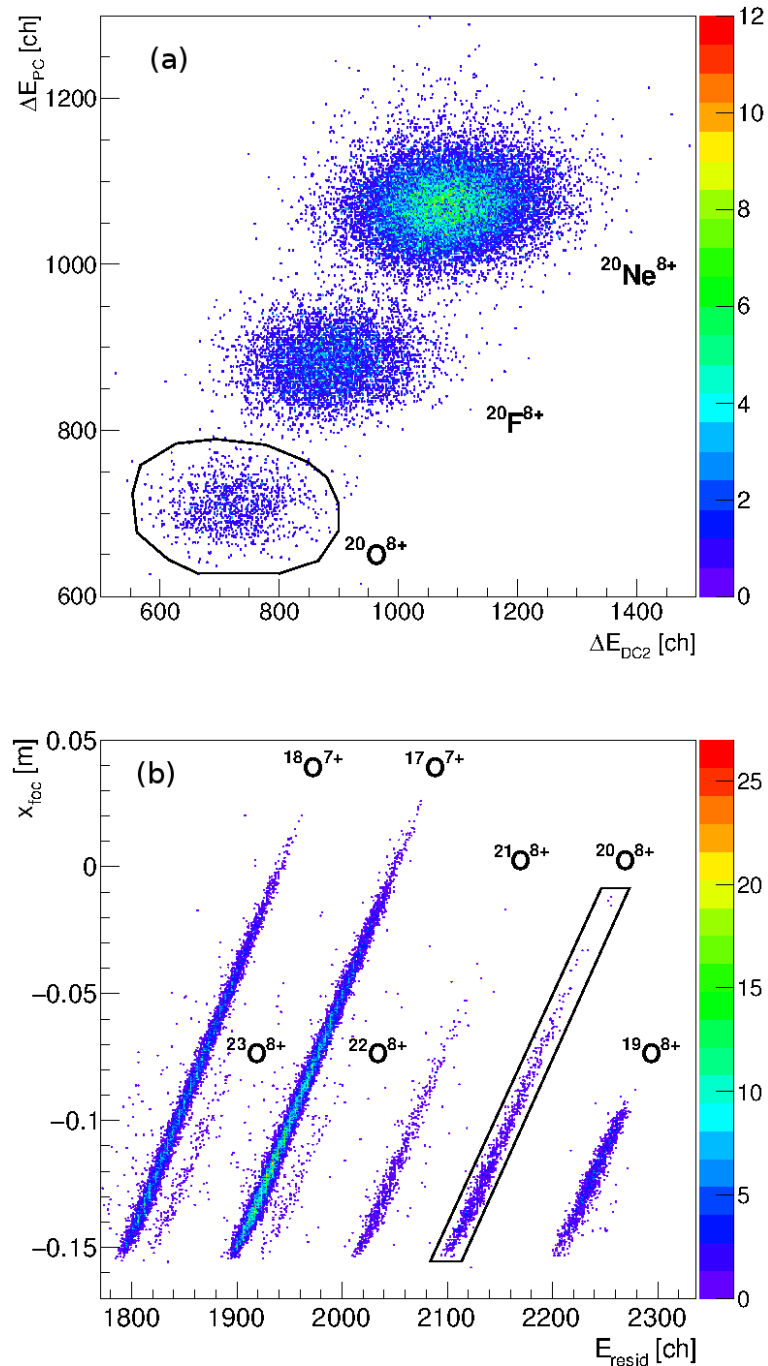 (a)
ΔE_PC [ch]
1200
1000
800
600
²⁰Ne⁸⁺
²⁰F⁸⁺
²⁰O⁸⁺
600 800 1000 1200 1400
ΔE_DC2 [ch]
12
10
8
6
4
2
0
(b)
x_foc [m]
0.05
0
−0.05
−0.1
−0.15
¹⁸O⁷⁺ ¹⁷O⁷⁺
²¹O⁸⁺ ²⁰O⁸⁺
²³O⁸⁺ ²²O⁸⁺ ¹⁹O⁸⁺
1800 1900 2000 2100 2200 2300
E_resid [ch]
25
20
15
10
5
0